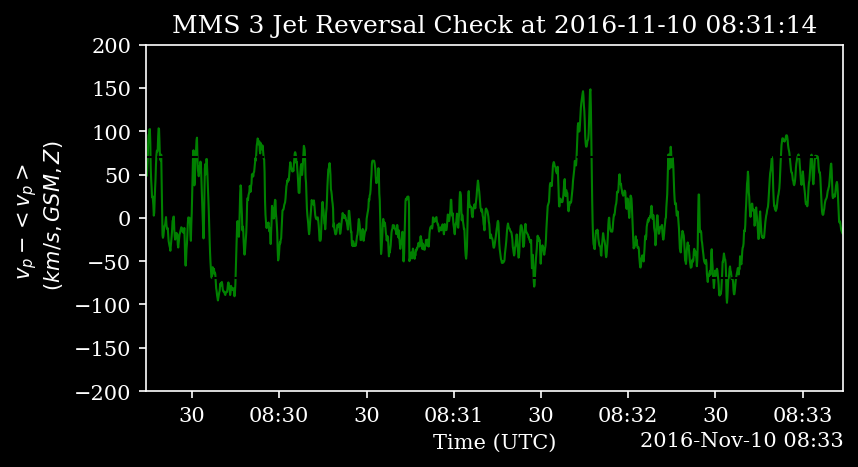 MMS 3 Jet Reversal Check at 2016-11-10 08:31:14
200
150
100
50
0
−50
−100
−150
−200
v_p − < v_p >
(km/s, GSM, Z)
30 08:30 30 08:31 30 08:32 30 08:33
Time (UTC) 2016-Nov-10 08:33